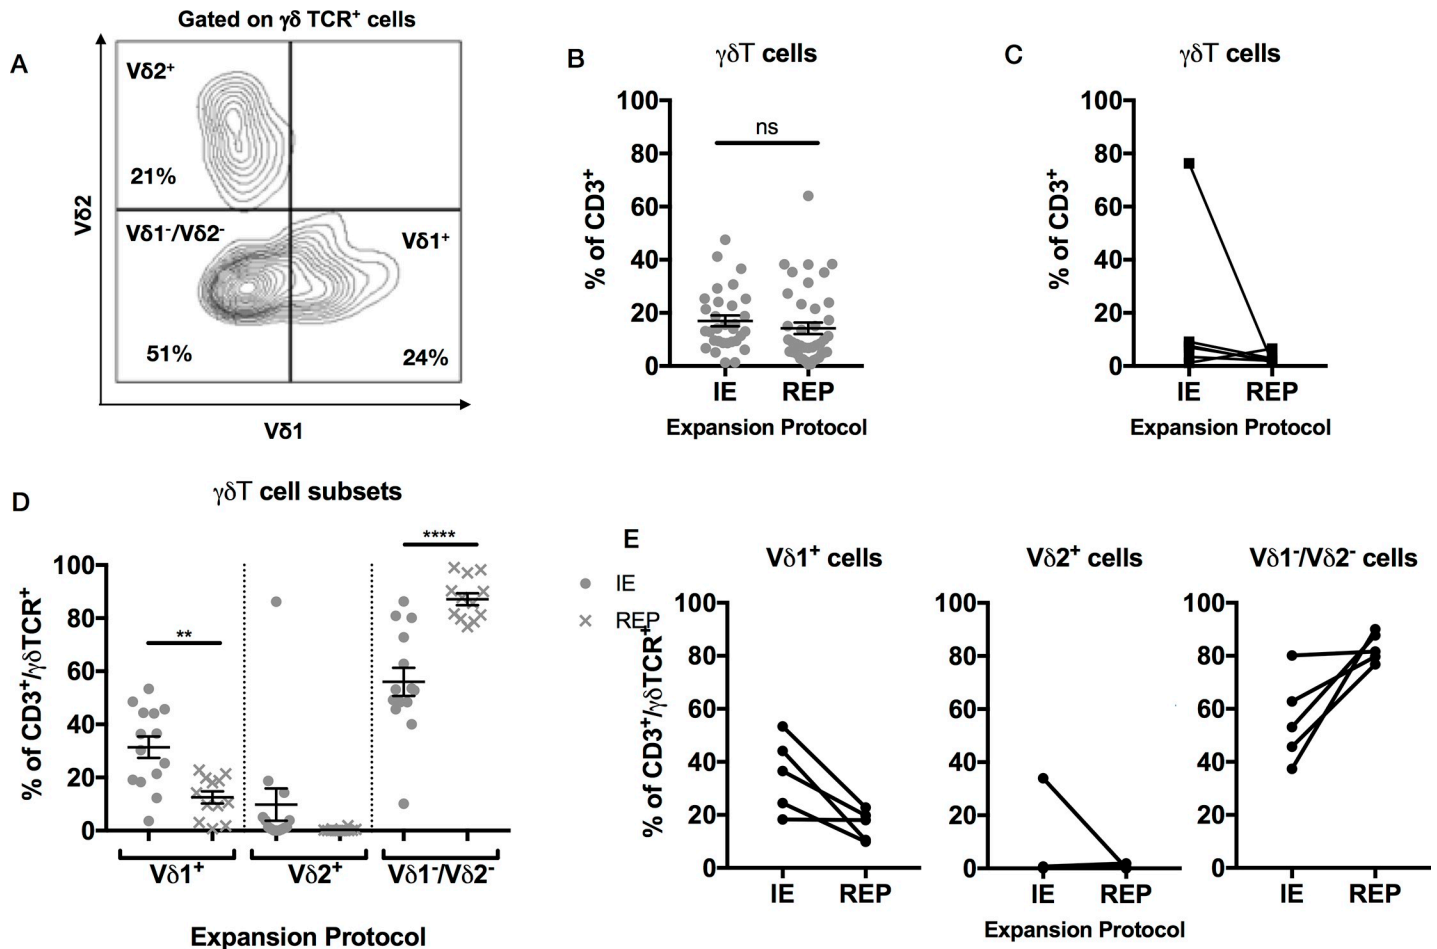 A
Gated on γδ TCR⁺ cells
Vδ2⁺
21%
Vδ1⁻/Vδ2⁻
Vδ1⁺
51%
24%
Vδ2
Vδ1
B
γδT cells
100
80
60
40
20
0
% of CD3⁺
ns
IE
REP
Expansion Protocol
C
γδT cells
100
80
60
40
20
0
% of CD3⁺
IE
REP
Expansion Protocol
D
γδT cell subsets
100
80
60
40
20
0
% of CD3⁺/γδTCR⁺
**
****
Vδ1⁺
Vδ2⁺
Vδ1⁻/Vδ2⁻
Expansion Protocol
IE
REP
E
Vδ1⁺ cells
100
80
60
40
20
0
% of CD3⁺/γδTCR⁺
IE
REP
Vδ2⁺ cells
100
80
60
40
20
0
IE
REP
Expansion Protocol
Vδ1⁻/Vδ2⁻ cells
100
80
60
40
20
0
IE
REP